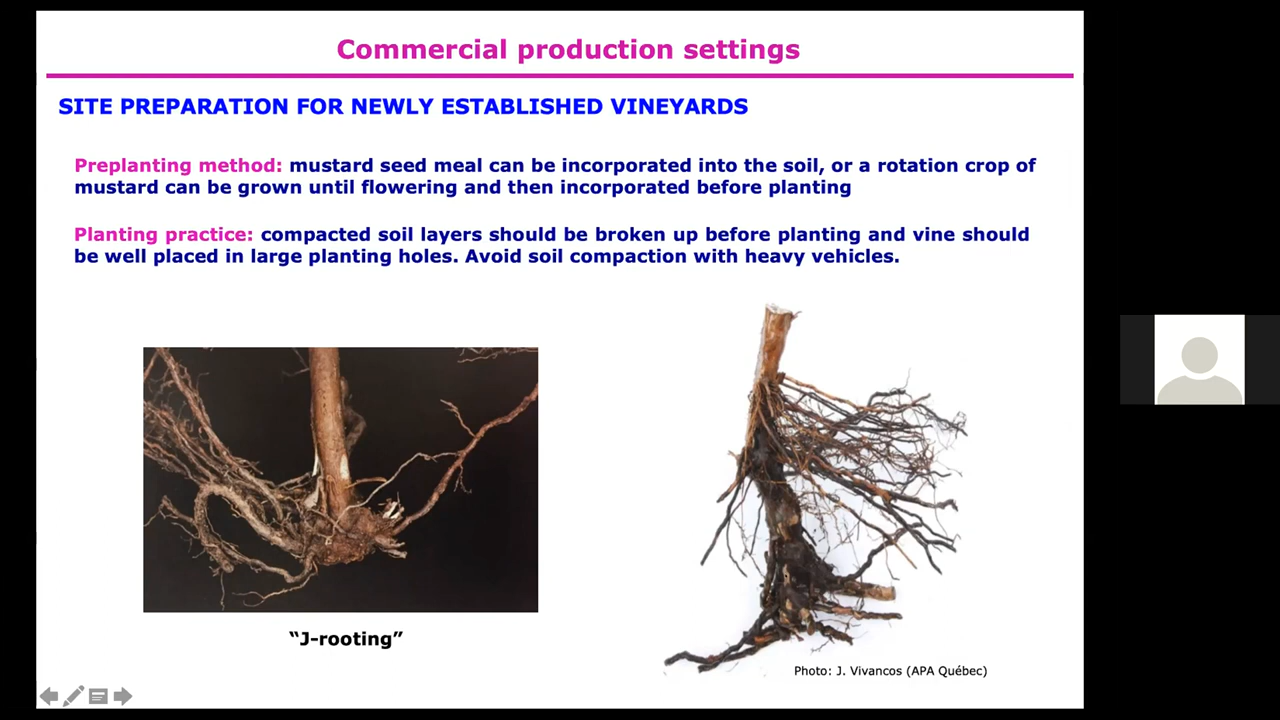 Commercial production settings
SITE PREPARATION FOR NEWLY ESTABLISHED VINEYARDS
Preplanting method: mustard seed meal can be incorporated into the soil, or a rotation crop of
mustard can be grown until flowering and then incorporated before planting
Planting practice: compacted soil layers should be broken up before planting and vine should
be well placed in large planting holes. Avoid soil compaction with heavy vehicles.
“J-rooting”
Photo: J. Vivancos (APA Québec)